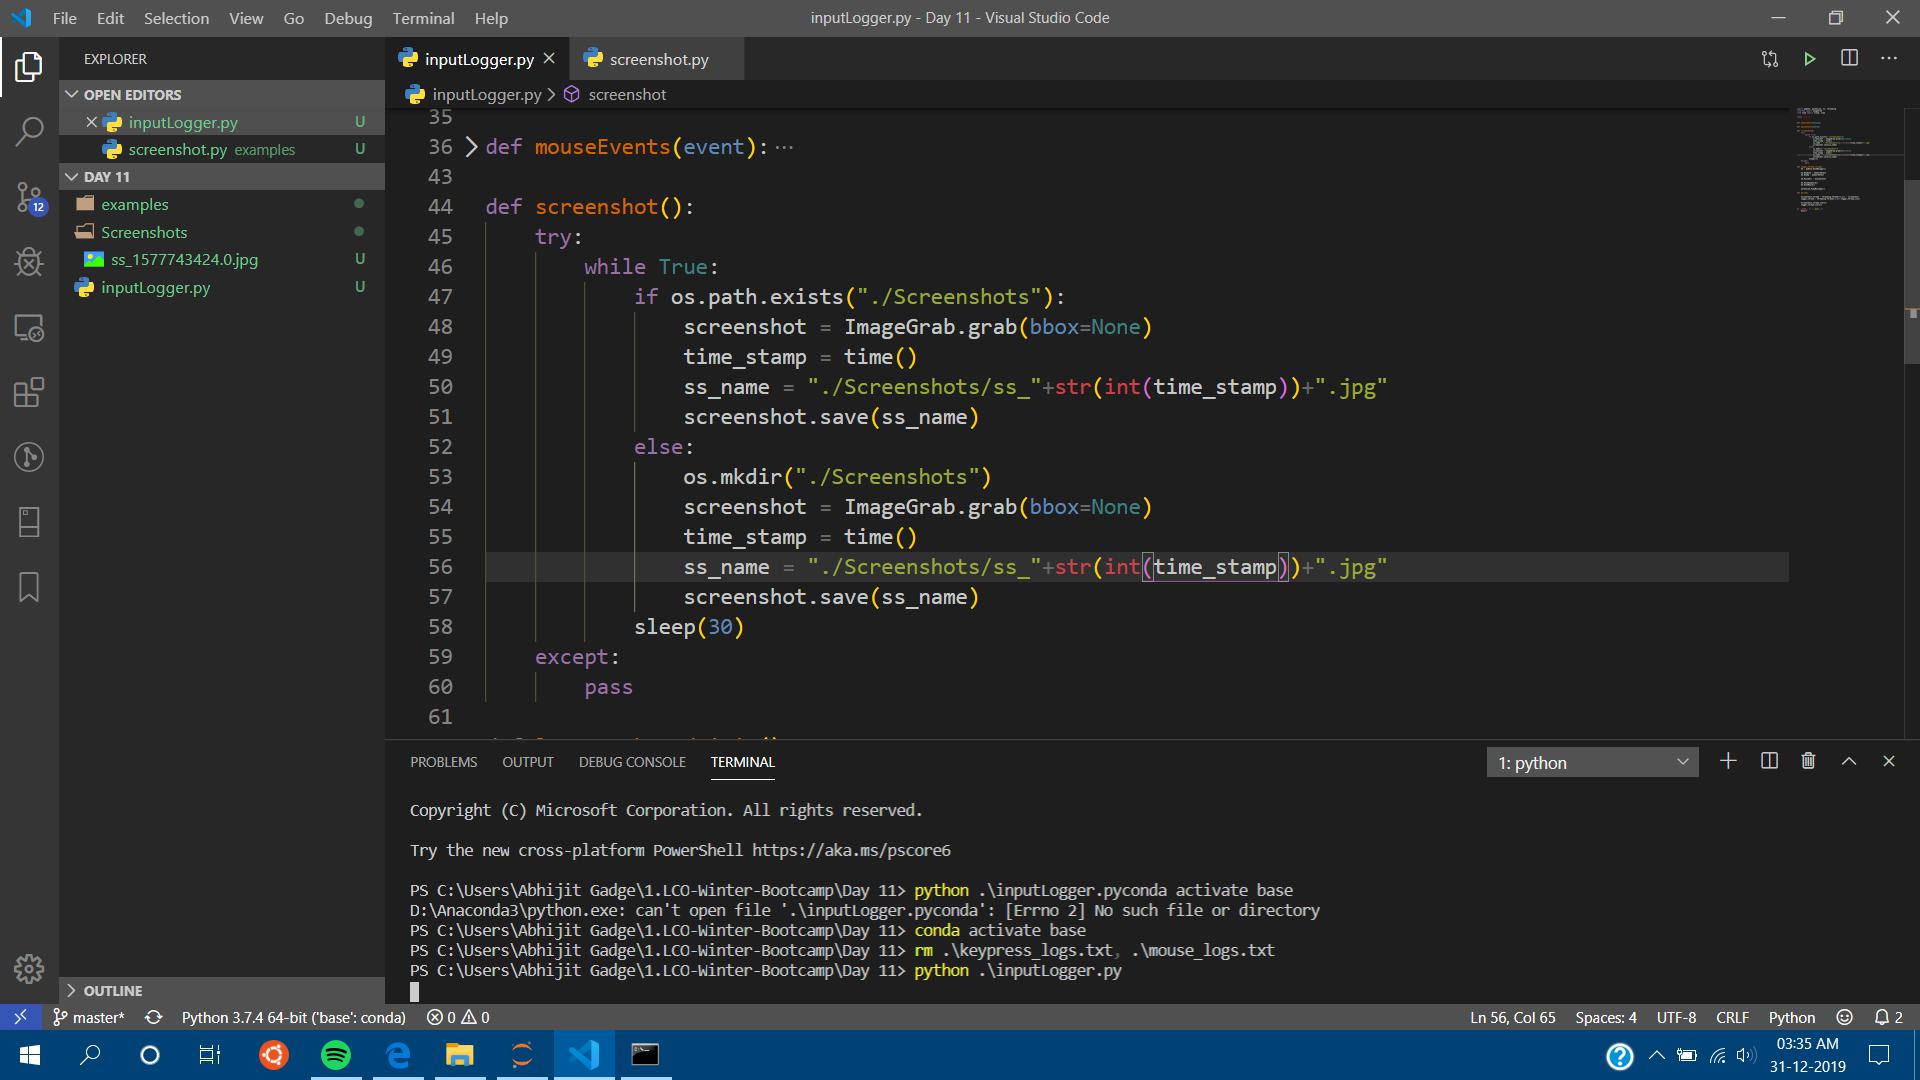 File Edit Selection View Go Debug Terminal Help
inputLogger.py - Day 11 - Visual Studio Code
EXPLORER
OPEN EDITORS
inputLogger.py U
screenshot.py examples U
DAY 11
examples
Screenshots
ss_1577743424.0.jpg U
inputLogger.py U
OUTLINE
12
inputLogger.py
screenshot.py
inputLogger.py > screenshot
35
36 def mouseEvents(event):...
43
44 def screenshot():
45 try:
46 while True:
47 if os.path.exists("./Screenshots"):
48 screenshot = ImageGrab.grab(bbox=None)
49 time_stamp = time()
50 ss_name = "./Screenshots/ss_"+str(int(time_stamp))+".jpg"
51 screenshot.save(ss_name)
52 else:
53 os.mkdir("./Screenshots")
54 screenshot = ImageGrab.grab(bbox=None)
55 time_stamp = time()
56 ss_name = "./Screenshots/ss_"+str(int(time_stamp))+".jpg"
57 screenshot.save(ss_name)
58 sleep(30)
59 except:
60 pass
61
PROBLEMS OUTPUT DEBUG CONSOLE TERMINAL
1: python
Copyright (C) Microsoft Corporation. All rights reserved.
Try the new cross-platform PowerShell https://aka.ms/pscore6
PS C:\Users\Abhijit Gadge\1.LCO-Winter-Bootcamp\Day 11> python .\inputLogger.pyconda activate base
D:\Anaconda3\python.exe: can't open file '.\inputLogger.pyconda': [Errno 2] No such file or directory
PS C:\Users\Abhijit Gadge\1.LCO-Winter-Bootcamp\Day 11> conda activate base
PS C:\Users\Abhijit Gadge\1.LCO-Winter-Bootcamp\Day 11> rm .\keypress_logs.txt, .\mouse_logs.txt
PS C:\Users\Abhijit Gadge\1.LCO-Winter-Bootcamp\Day 11> python .\inputLogger.py
master* Python 3.7.4 64-bit ('base': conda) 0 0
Ln 56, Col 65 Spaces: 4 UTF-8 CRLF Python 2
03:35 AM
31-12-2019